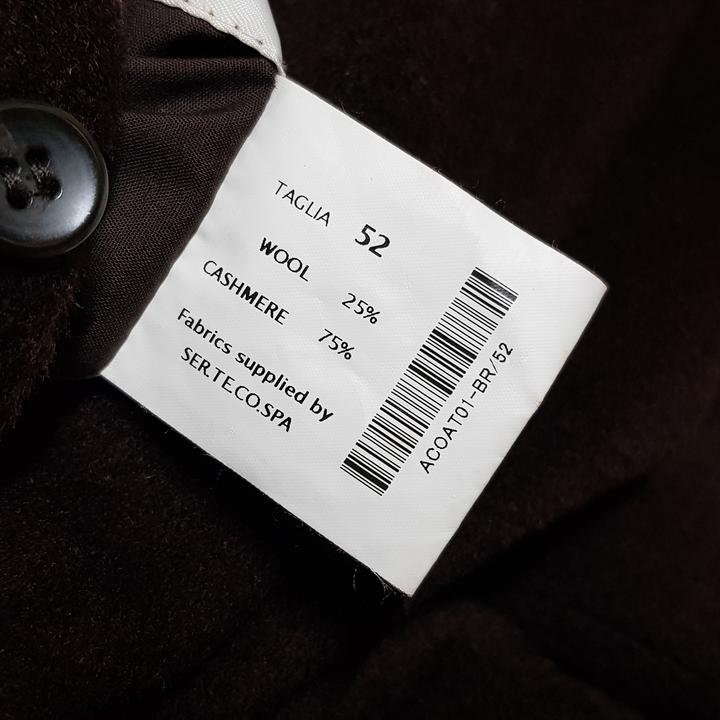 TAGLIA 52
WOOL 25%
CASHMERE 75%
Fabrics supplied by
SER.TE.CO.SPA
ACOAT01-BR/52